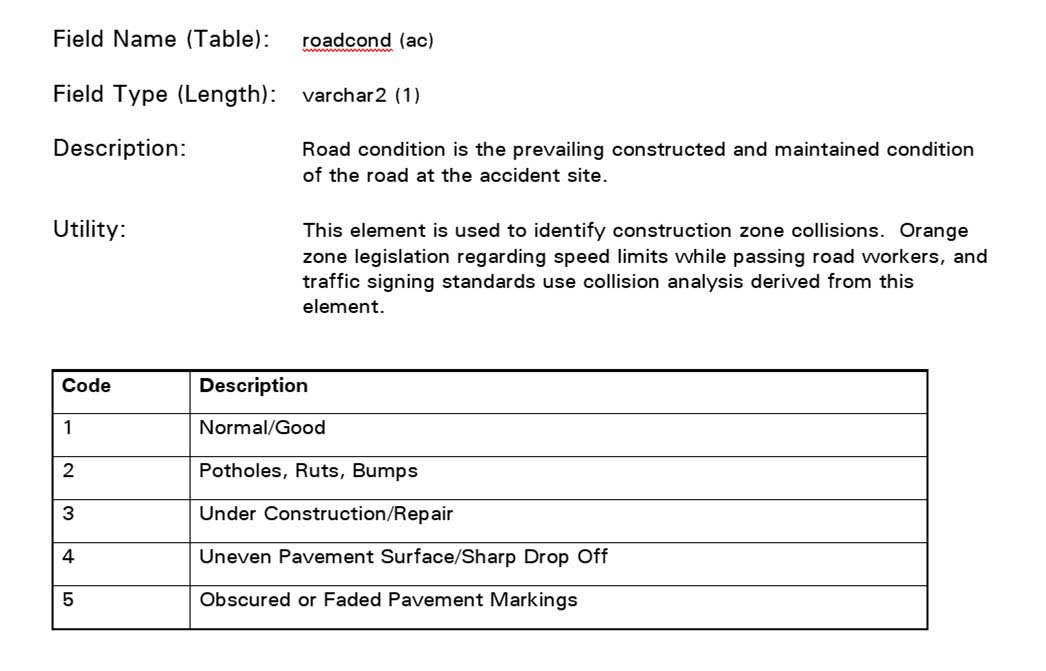 Field Name (Table): roadcond (ac)
Field Type (Length): varchar2 (1)
Description: Road condition is the prevailing constructed and maintained condition
of the road at the accident site.
Utility: This element is used to identify construction zone collisions.  Orange
zone legislation regarding speed limits while passing road workers, and
traffic signing standards use collision analysis derived from this
element.
Code Description
1 Normal/Good
2 Potholes, Ruts, Bumps
3 Under Construction/Repair
4 Uneven Pavement Surface/Sharp Drop Off
5 Obscured or Faded Pavement Markings